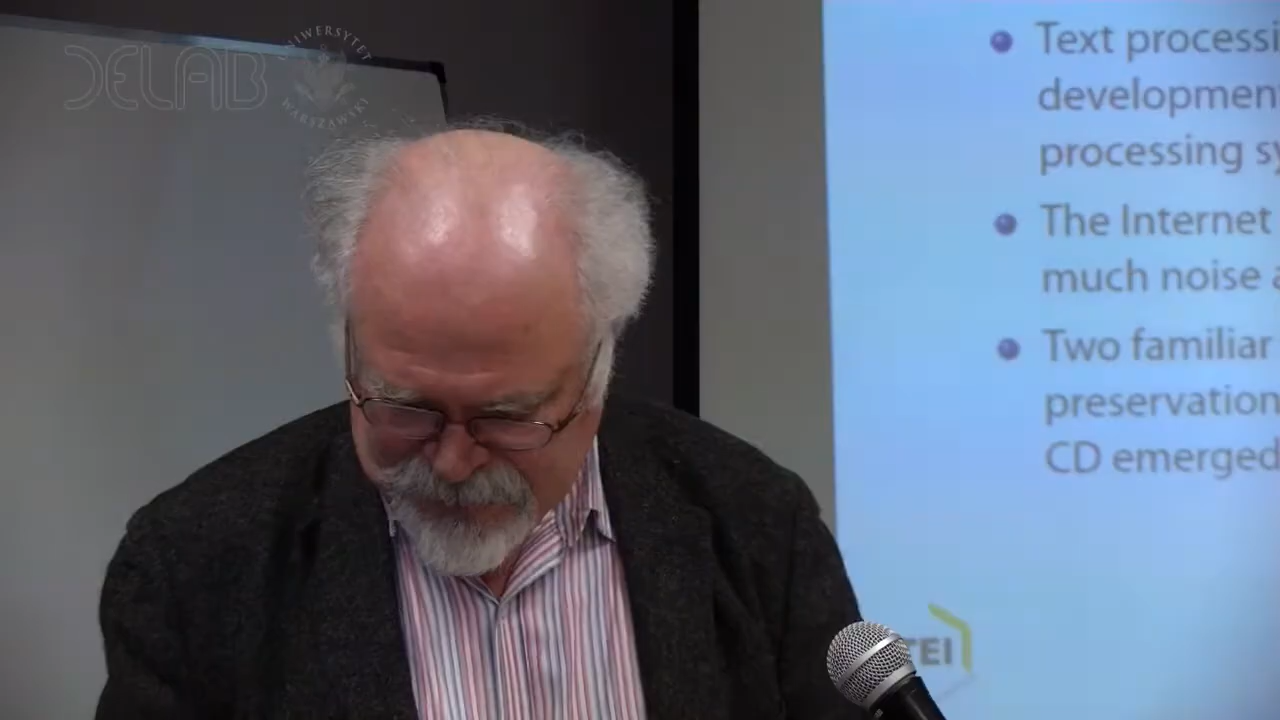 DELAB
UNIWERSYTET
WARSZAWSKI
Text processi
developmen
processing sy
The Internet
much noise a
Two familiar
preservation
CD emerged
TEI